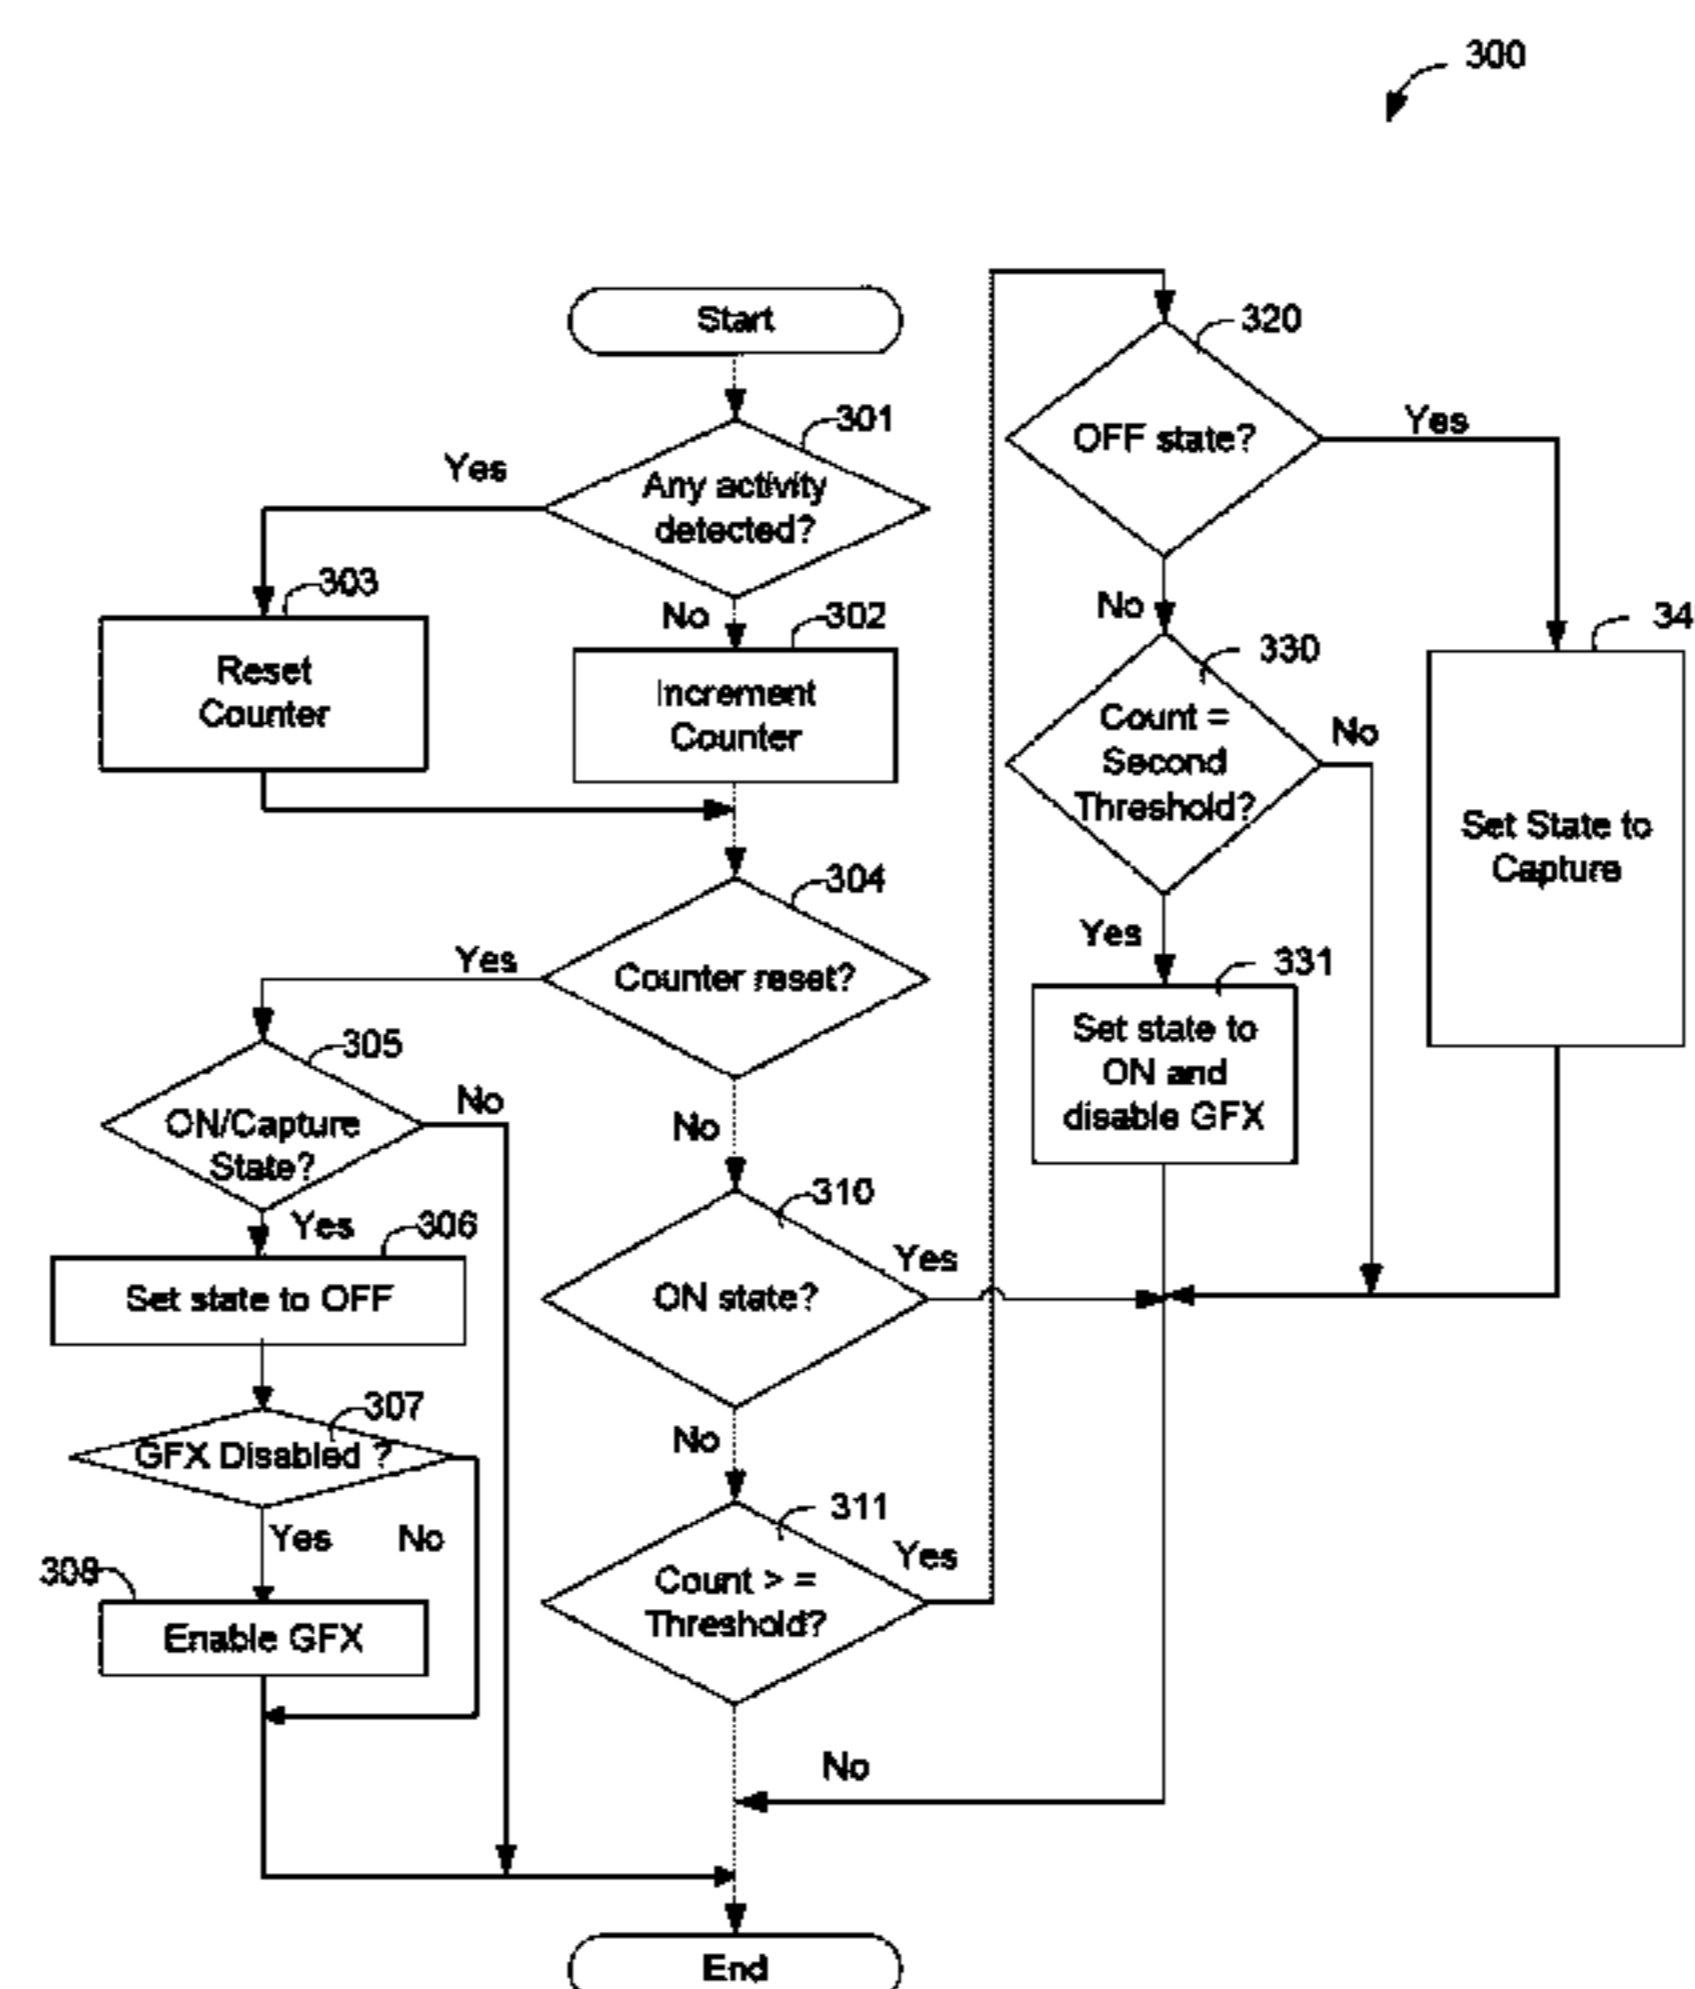 300
Start
301
Any activity
detected?
Yes
No
303
Reset
Counter
302
Increment
Counter
304
Counter reset?
Yes
No
305
ON/Capture
State?
No
Yes
306
Set state to OFF
307
GFX Disabled ?
Yes
No
308
Enable GFX
310
ON state?
Yes
No
311
Count > =
Threshold?
Yes
No
320
OFF state?
Yes
No
330
Count =
Second
Threshold?
No
Yes
331
Set state to
ON and
disable GFX
34
Set State to
Capture
End